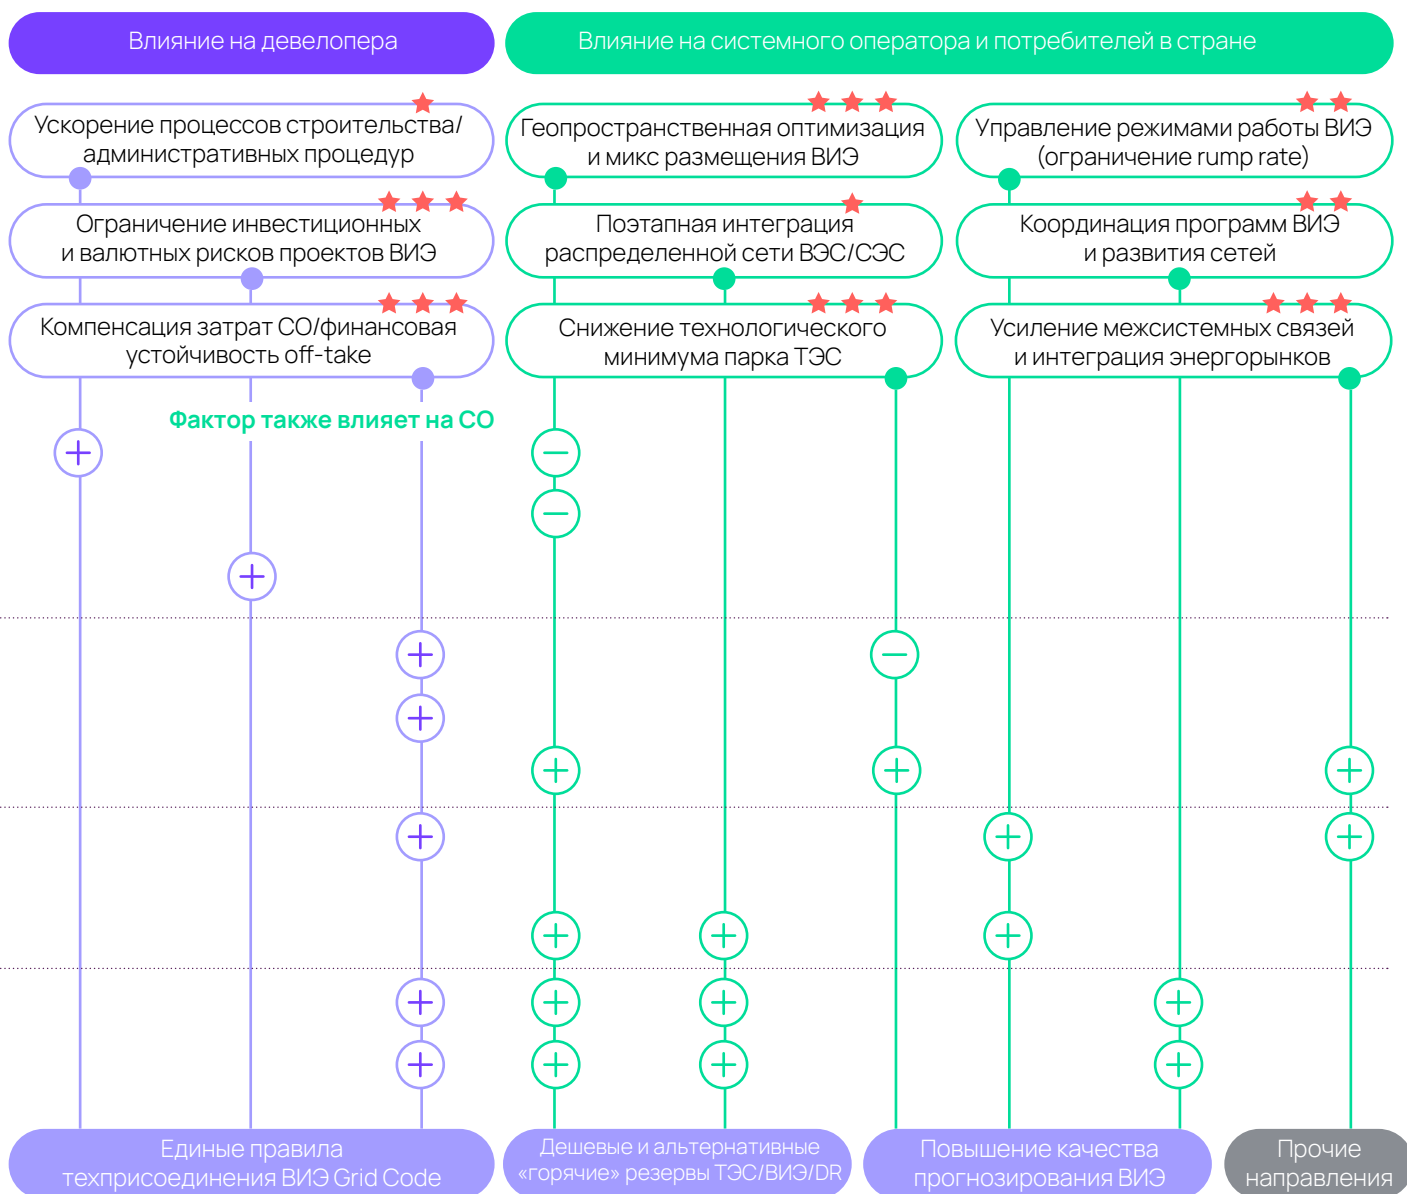 Влияние на девелопера
Влияние на системного оператора и потребителей в стране
Ускорение процессов строительства/
административных процедур
Геопространственная оптимизация
и микс размещения ВИЭ
Управление режимами работы ВИЭ
(ограничение rump rate)
Ограничение инвестиционных
и валютных рисков проектов ВИЭ
Поэтапная интеграция
распределенной сети ВЭС/СЭС
Координация программ ВИЭ
и развития сетей
Компенсация затрат СО/финансовая
устойчивость off-take
Снижение технологического
минимума парка ТЭС
Усиление межсистемных связей
и интеграция энергорынков
Фактор также влияет на СО
Единые правила
техприсоединения ВИЭ Grid Code
Дешевые и альтернативные
«горячие» резервы ТЭС/ВИЭ/DR
Повышение качества
прогнозирования ВИЭ
Прочие
направления